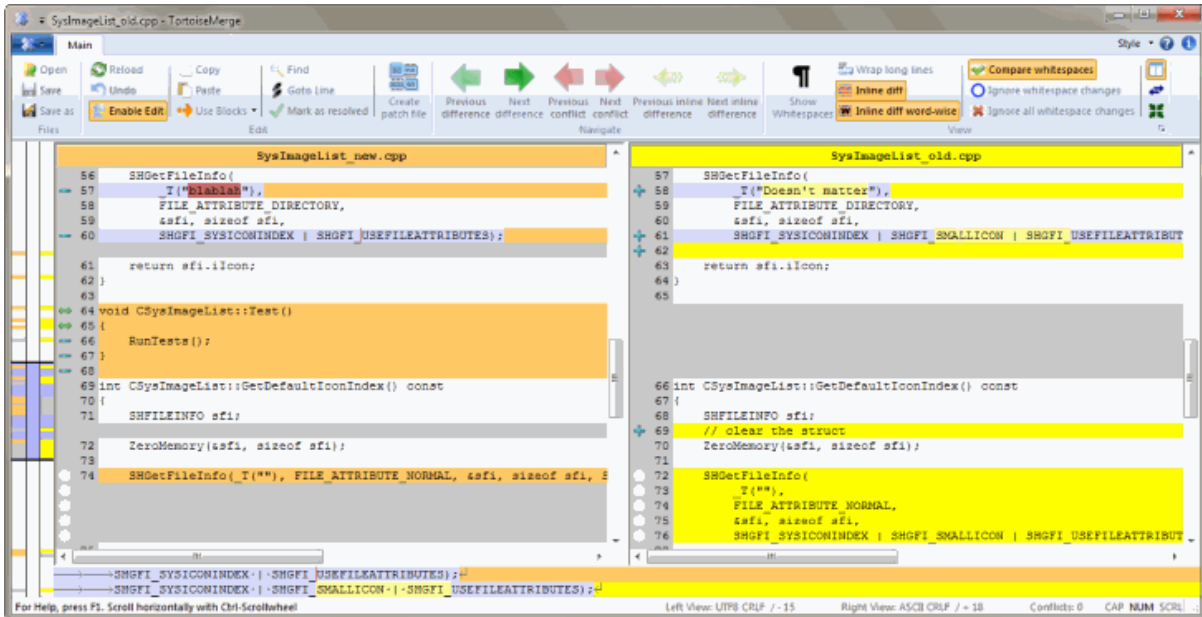 SysImageList_old.cpp - TortoiseMerge
Main
Style
Open
Save
Save as
Files
Reload
Undo
Enable Edit
Copy
Paste
Use Blocks
Find
Goto Line
Mark as resolved
Edit
Create patch file
Previous difference
Next difference
Previous conflict
Next conflict
Previous inline difference
Next inline difference
Navigate
Show Whitespaces
Wrap long lines
Inline diff
Inline diff word-wise
Compare whitespaces
Ignore whitespace changes
Ignore all whitespace changes
View
SysImageList_new.cpp
56 SHGetFileInfo(
57 _T("blablah"),
58 FILE_ATTRIBUTE_DIRECTORY,
59 &sfi, sizeof sfi,
60 SHGFI_SYSICONINDEX | SHGFI_USEFILEATTRIBUTES);
61 return sfi.iIcon;
62 }
63
64 void CSysImageList::Test()
65 {
66 RunTests();
67 }
68
69 int CSysImageList::GetDefaultIconIndex() const
70 {
71 SHFILEINFO sfi;
72 ZeroMemory(&sfi, sizeof sfi);
73
74 SHGetFileInfo(_T(""), FILE_ATTRIBUTE_NORMAL, &sfi, sizeof sfi, S
SysImageList_old.cpp
57 SHGetFileInfo(
58 _T("Doesn't matter"),
59 FILE_ATTRIBUTE_DIRECTORY,
60 &sfi, sizeof sfi,
61 SHGFI_SYSICONINDEX | SHGFI_SMALLICON | SHGFI_USEFILEATTRIBUT
62
63 return sfi.iIcon;
64 }
65
66 int CSysImageList::GetDefaultIconIndex() const
67 {
68 SHFILEINFO sfi;
69 // clear the struct
70 ZeroMemory(&sfi, sizeof sfi);
71
72 SHGetFileInfo(
73 _T(""),
74 FILE_ATTRIBUTE_NORMAL,
75 &sfi, sizeof sfi,
76 SHGFI_SYSICONINDEX | SHGFI_SMALLICON | SHGFI_USEFILEATTRIBUT
SHGFI_SYSICONINDEX·|·SHGFI_USEFILEATTRIBUTES);
SHGFI_SYSICONINDEX·|·SHGFI_SMALLICON·|·SHGFI_USEFILEATTRIBUTES);
For Help, press F1. Scroll horizontally with Ctrl-Scrollwheel
Left View: UTF8 CRLF / - 15
Right View: ASCII CRLF / + 18
Conflicts: 0
CAP NUM SCRL